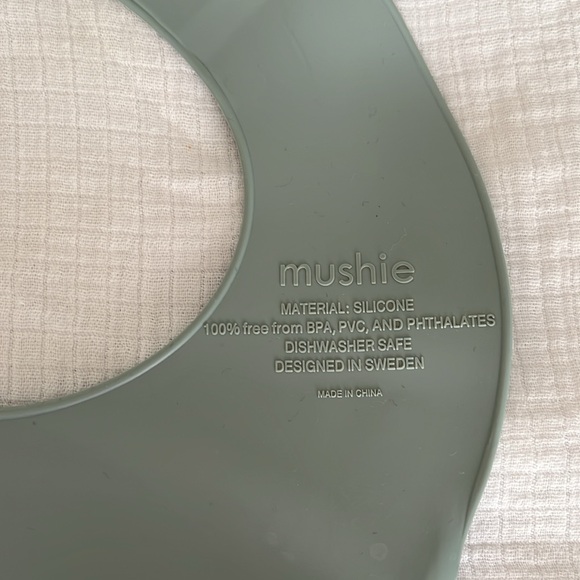 mushie
MATERIAL: SILICONE
100% free from BPA, PVC, AND PHTHALATES
DISHWASHER SAFE
DESIGNED IN SWEDEN
MADE IN CHINA